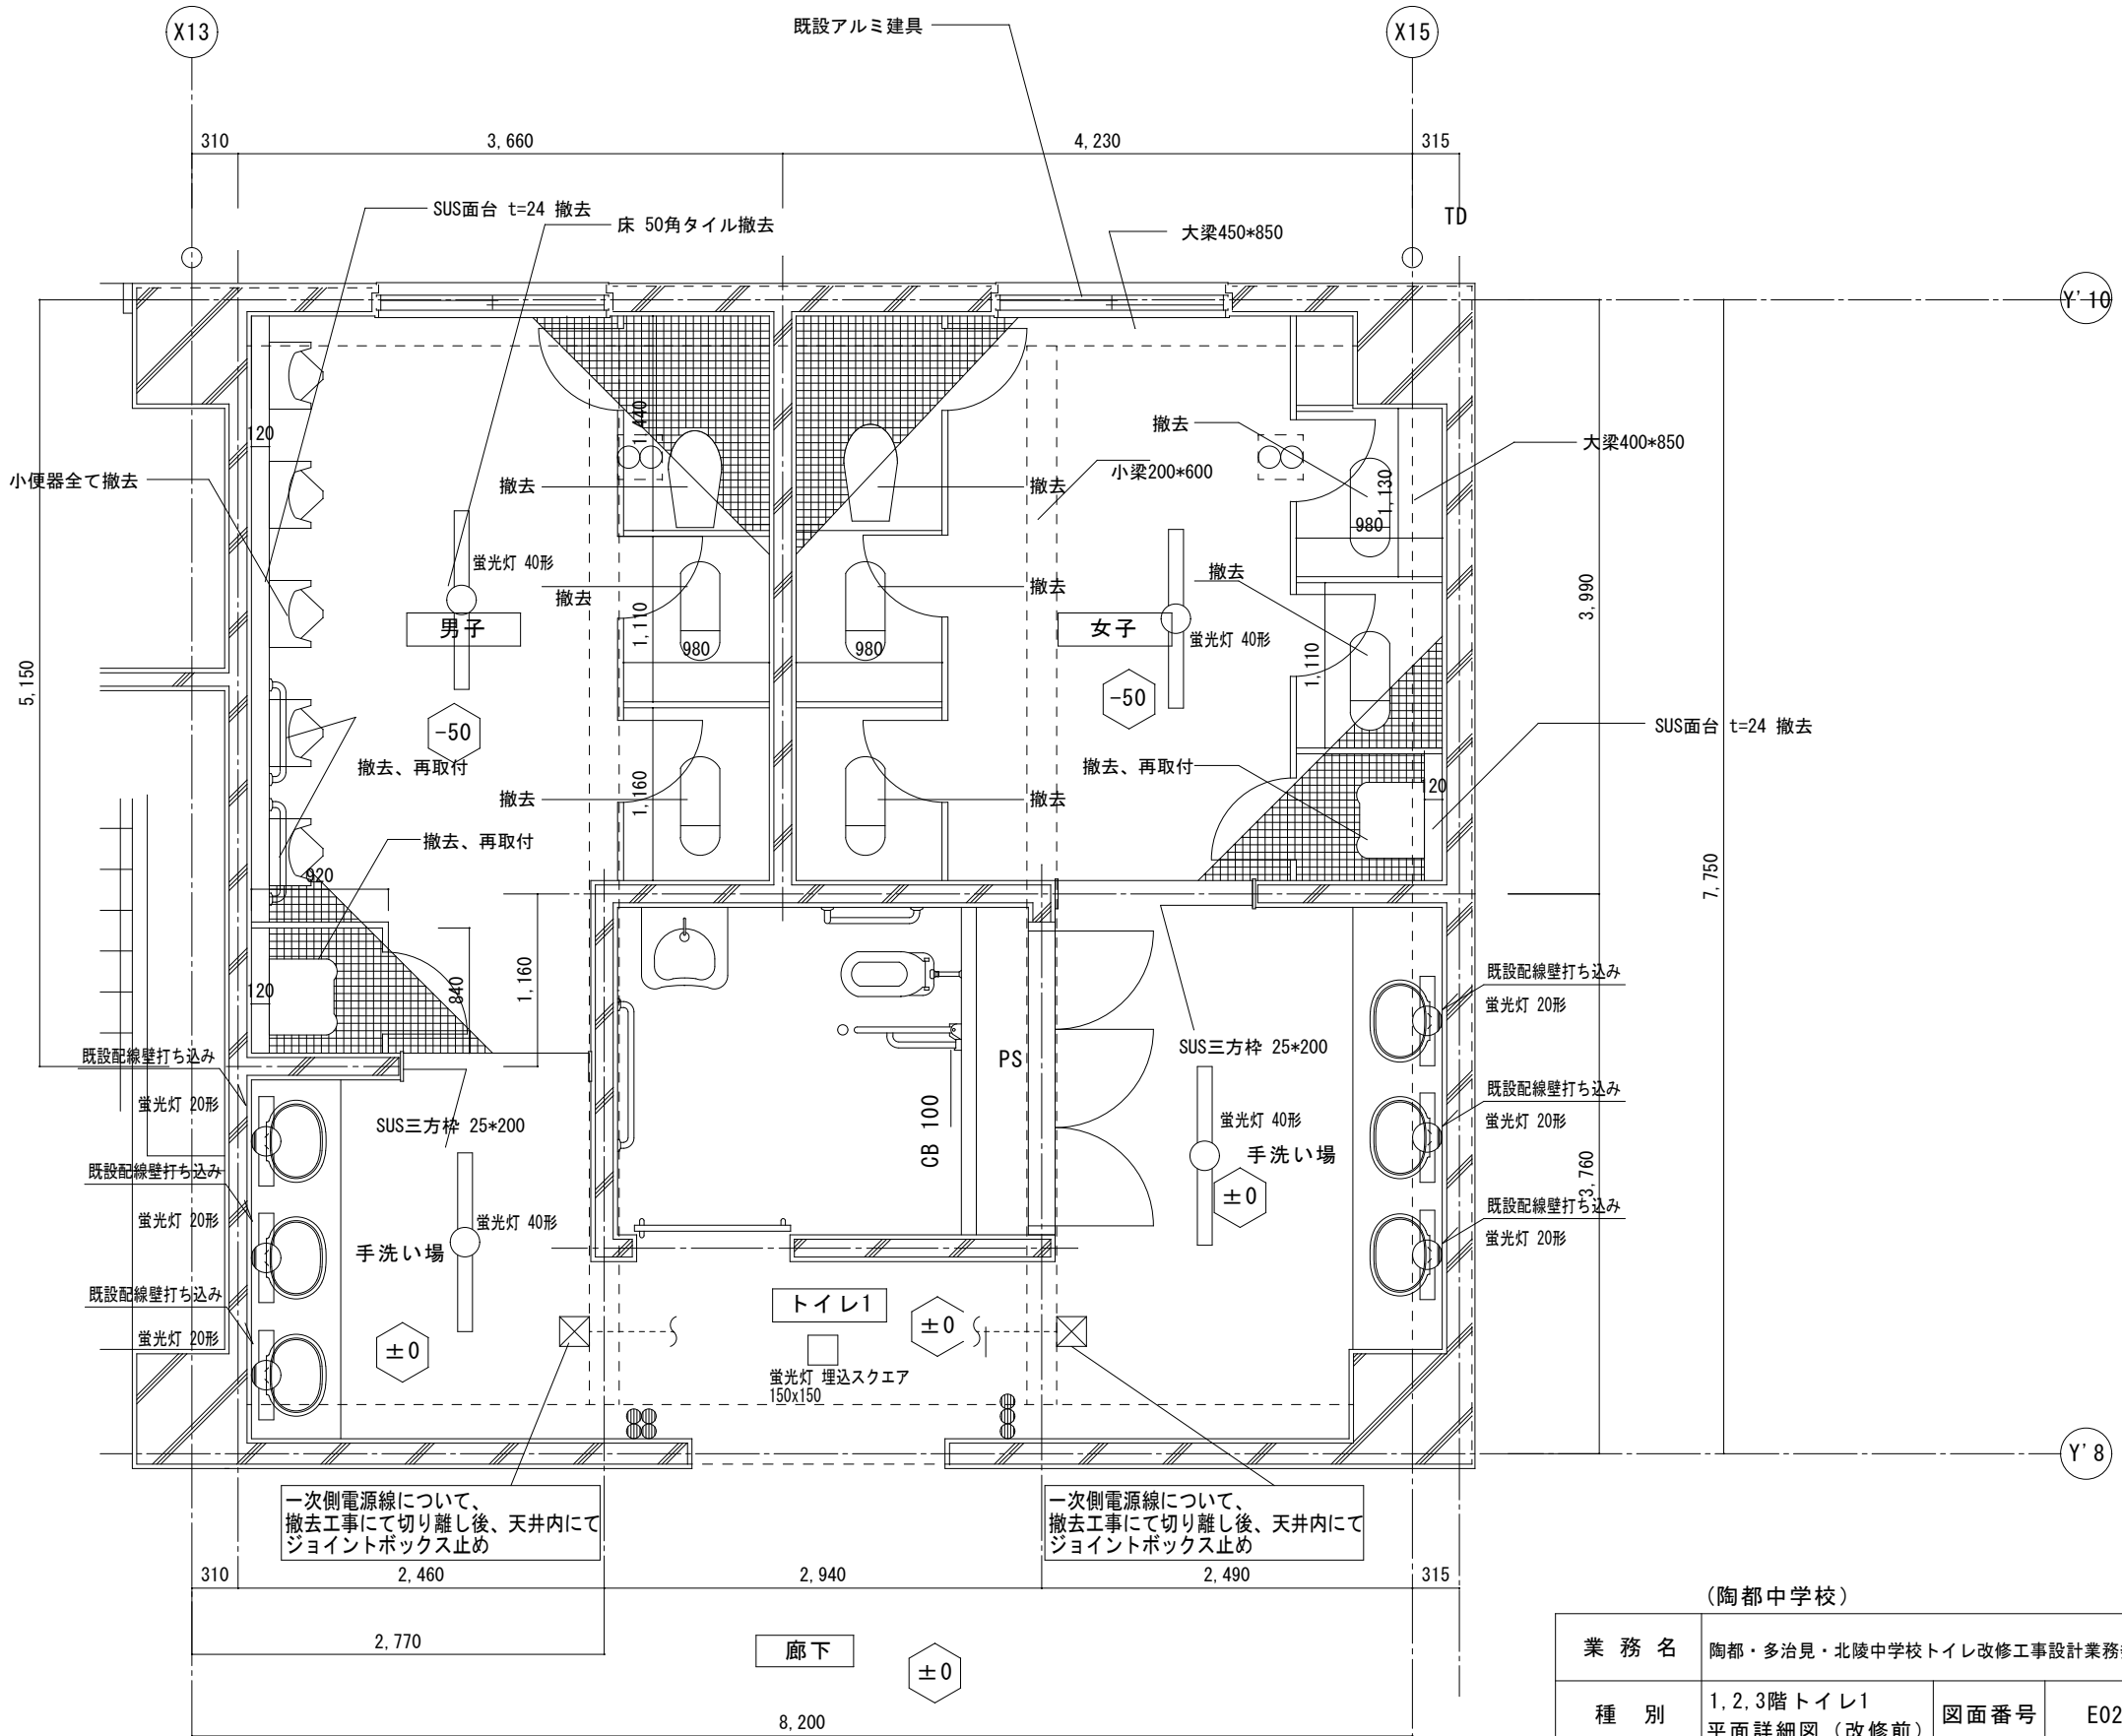 X13
既設アルミ建具
X15
310
3,660
4,230
315
SUS面台 t=24 撤去
床 50角タイル撤去
大梁450*850
TD
Y'10
120
1,440
撤去
大梁400*850
小便器全て撤去
撤去
撤去
小梁200*600
1,130
980
蛍光灯 40形
撤去
撤去
撤去
男子
女子
蛍光灯 40形
3,990
5,150
1,110
980
980
1,110
-50
-50
SUS面台 t=24 撤去
撤去、再取付
撤去、再取付
120
撤去
1,160
撤去
撤去、再取付
920
7,750
120
840
1,160
既設配線壁打ち込み
蛍光灯 20形
既設配線壁打ち込み
蛍光灯 20形
SUS三方枠 25*200
PS
SUS三方枠 25*200
既設配線壁打ち込み
蛍光灯 20形
CB 100
蛍光灯 40形
手洗い場
±0
3,760
既設配線壁打ち込み
蛍光灯 20形
蛍光灯 40形
手洗い場
既設配線壁打ち込み
蛍光灯 20形
既設配線壁打ち込み
蛍光灯 20形
±0
トイレ1
±0
蛍光灯 埋込スクエア
150x150
Y'8
一次側電源線について、
撤去工事にて切り離し後、天井内にて
ジョイントボックス止め
一次側電源線について、
撤去工事にて切り離し後、天井内にて
ジョイントボックス止め
310
2,460
2,940
2,490
315
2,770
廊下
±0
8,200
(陶都中学校)
業 務 名
陶都・多治見・北陵中学校トイレ改修工事設計業務
種 別
1,2,3階トイレ1
平面詳細図（改修前）
図面番号
E02